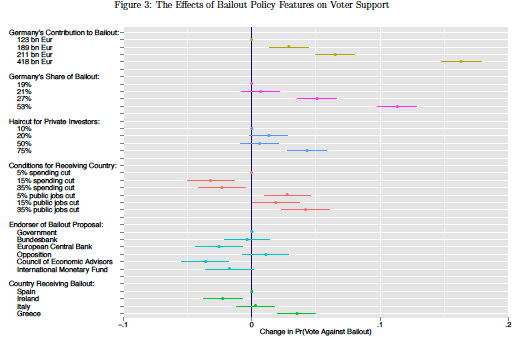 Figure 3: The Effects of Bailout Policy Features on Voter Support
Germany's Contribution to Bailout:
123 bn Eur
189 bn Eur
211 bn Eur
418 bn Eur
Germany's Share of Bailout:
19%
21%
27%
53%
Haircut for Private Investors:
10%
20%
50%
75%
Conditions for Receiving Country:
5% spending cut
15% spending cut
35% spending cut
5% public jobs cut
15% public jobs cut
35% public jobs cut
Endorser of Bailout Proposal:
Government
Bundesbank
European Central Bank
Opposition
Council of Economic Advisors
International Monetary Fund
Country Receiving Bailout:
Spain
Ireland
Italy
Greece
-.1 0 .1 .2
Change Pr(Vote Against Bailout)